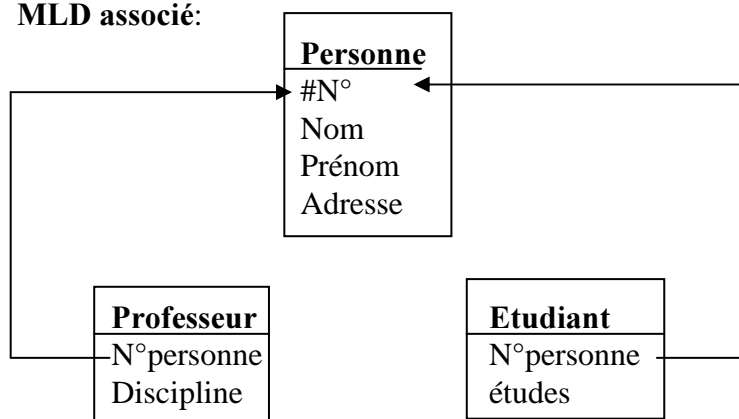 MLD associé:
Personne
#N°
Nom
Prénom
Adresse
Professeur
N°personne
Discipline
Etudiant
N°personne
études